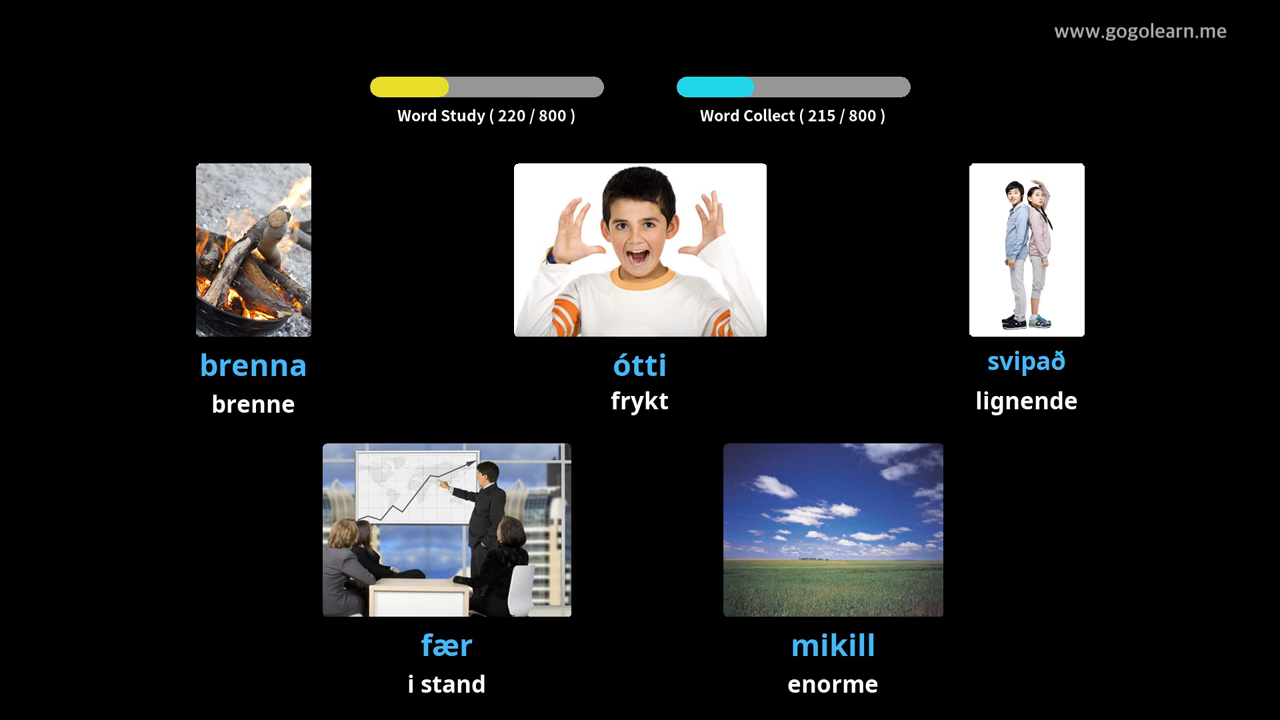 www.gogolearn.me
Word Study ( 220 / 800 )
Word Collect ( 215 / 800 )
brenna
brenne
ótti
frykt
svipað
lignende
fær
i stand
mikill
enorme